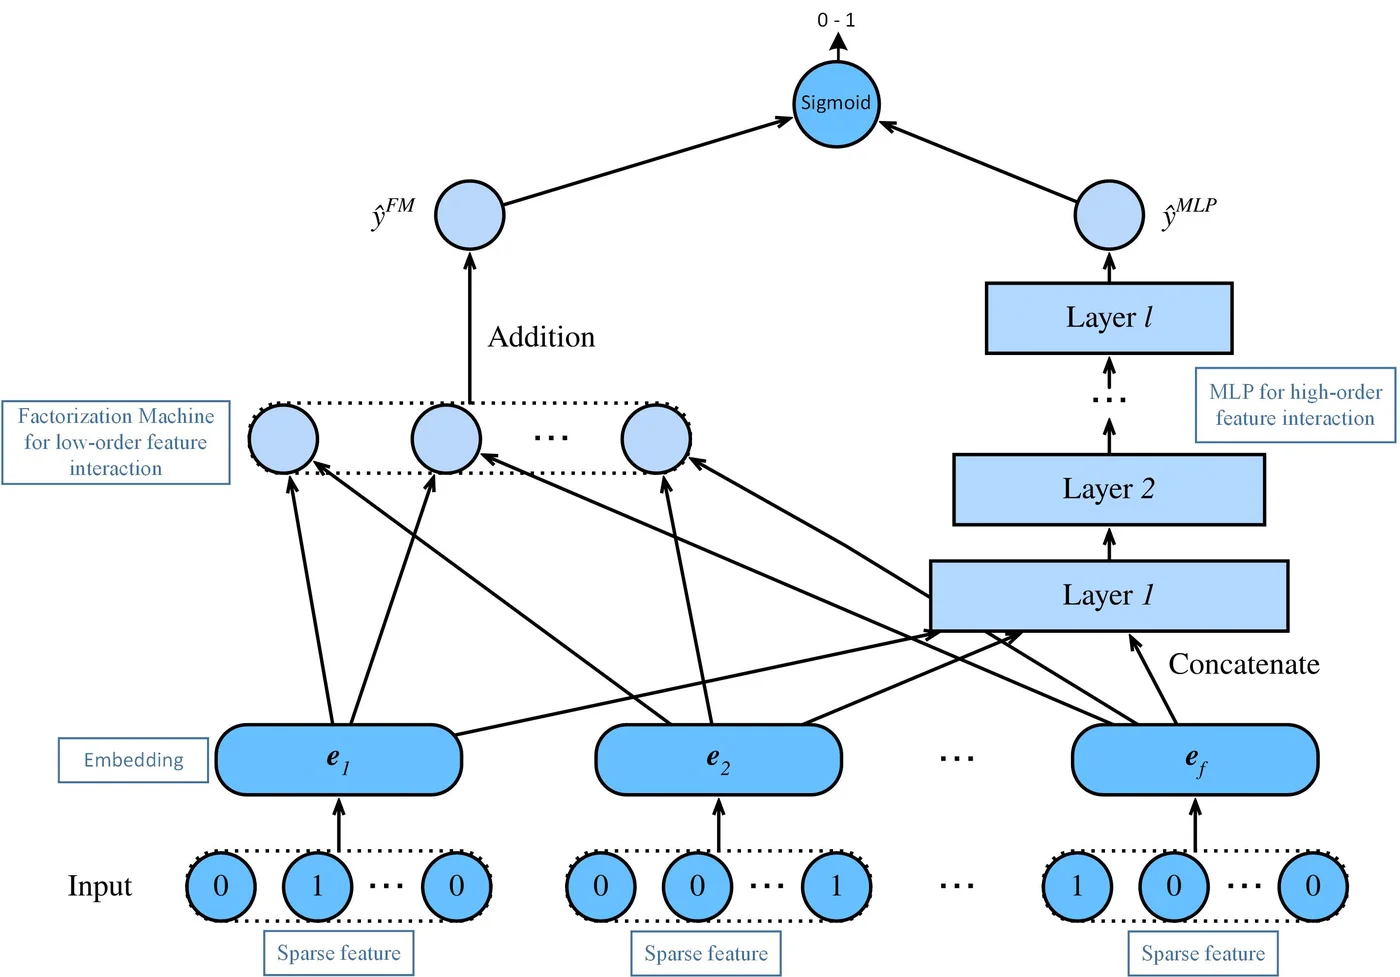 0 - 1
Sigmoid
ŷ^FM
ŷ^MLP
Layer l
Addition
MLP for high-order
feature interaction
...
Factorization Machine
for low-order feature
interaction
...
Layer 2
Layer 1
Concatenate
Embedding
e_1
e_2
...
e_f
Input
0 1 ... 0
0 0 ... 1
...
1 0 ... 0
Sparse feature
Sparse feature
Sparse feature